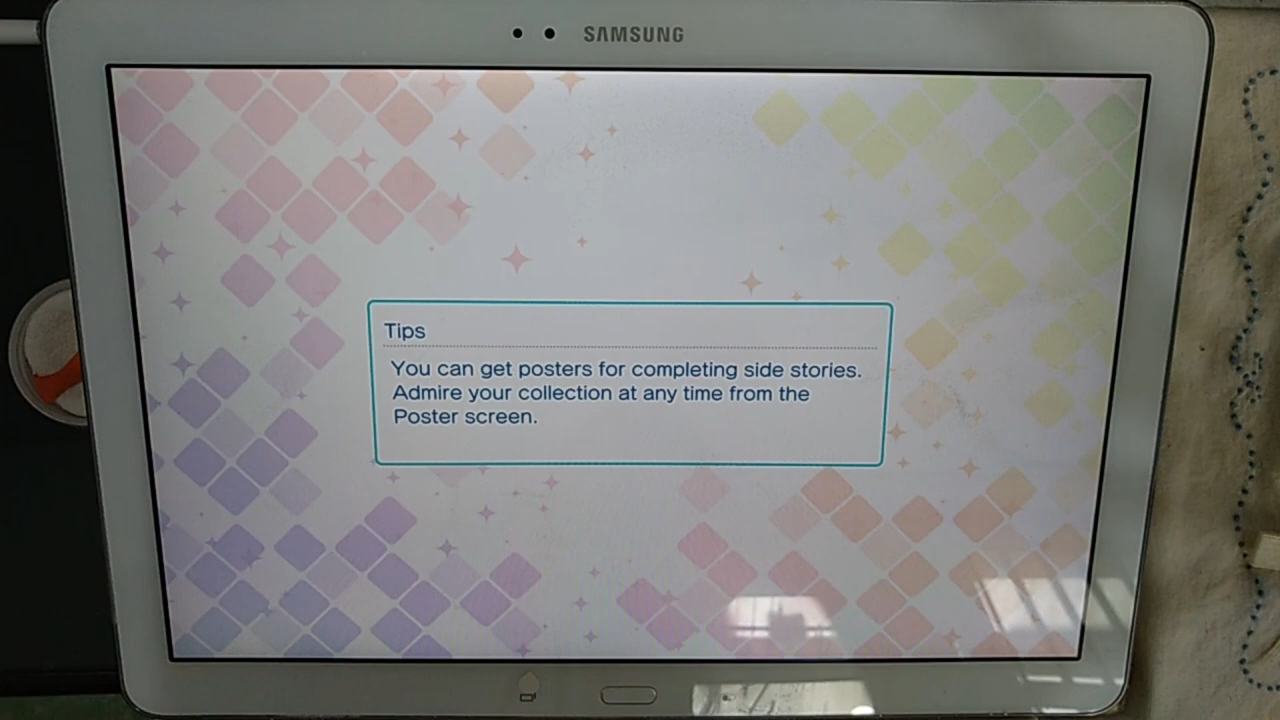 SAMSUNG
Tips
You can get posters for completing side stories.
Admire your collection at any time from the
Poster screen.